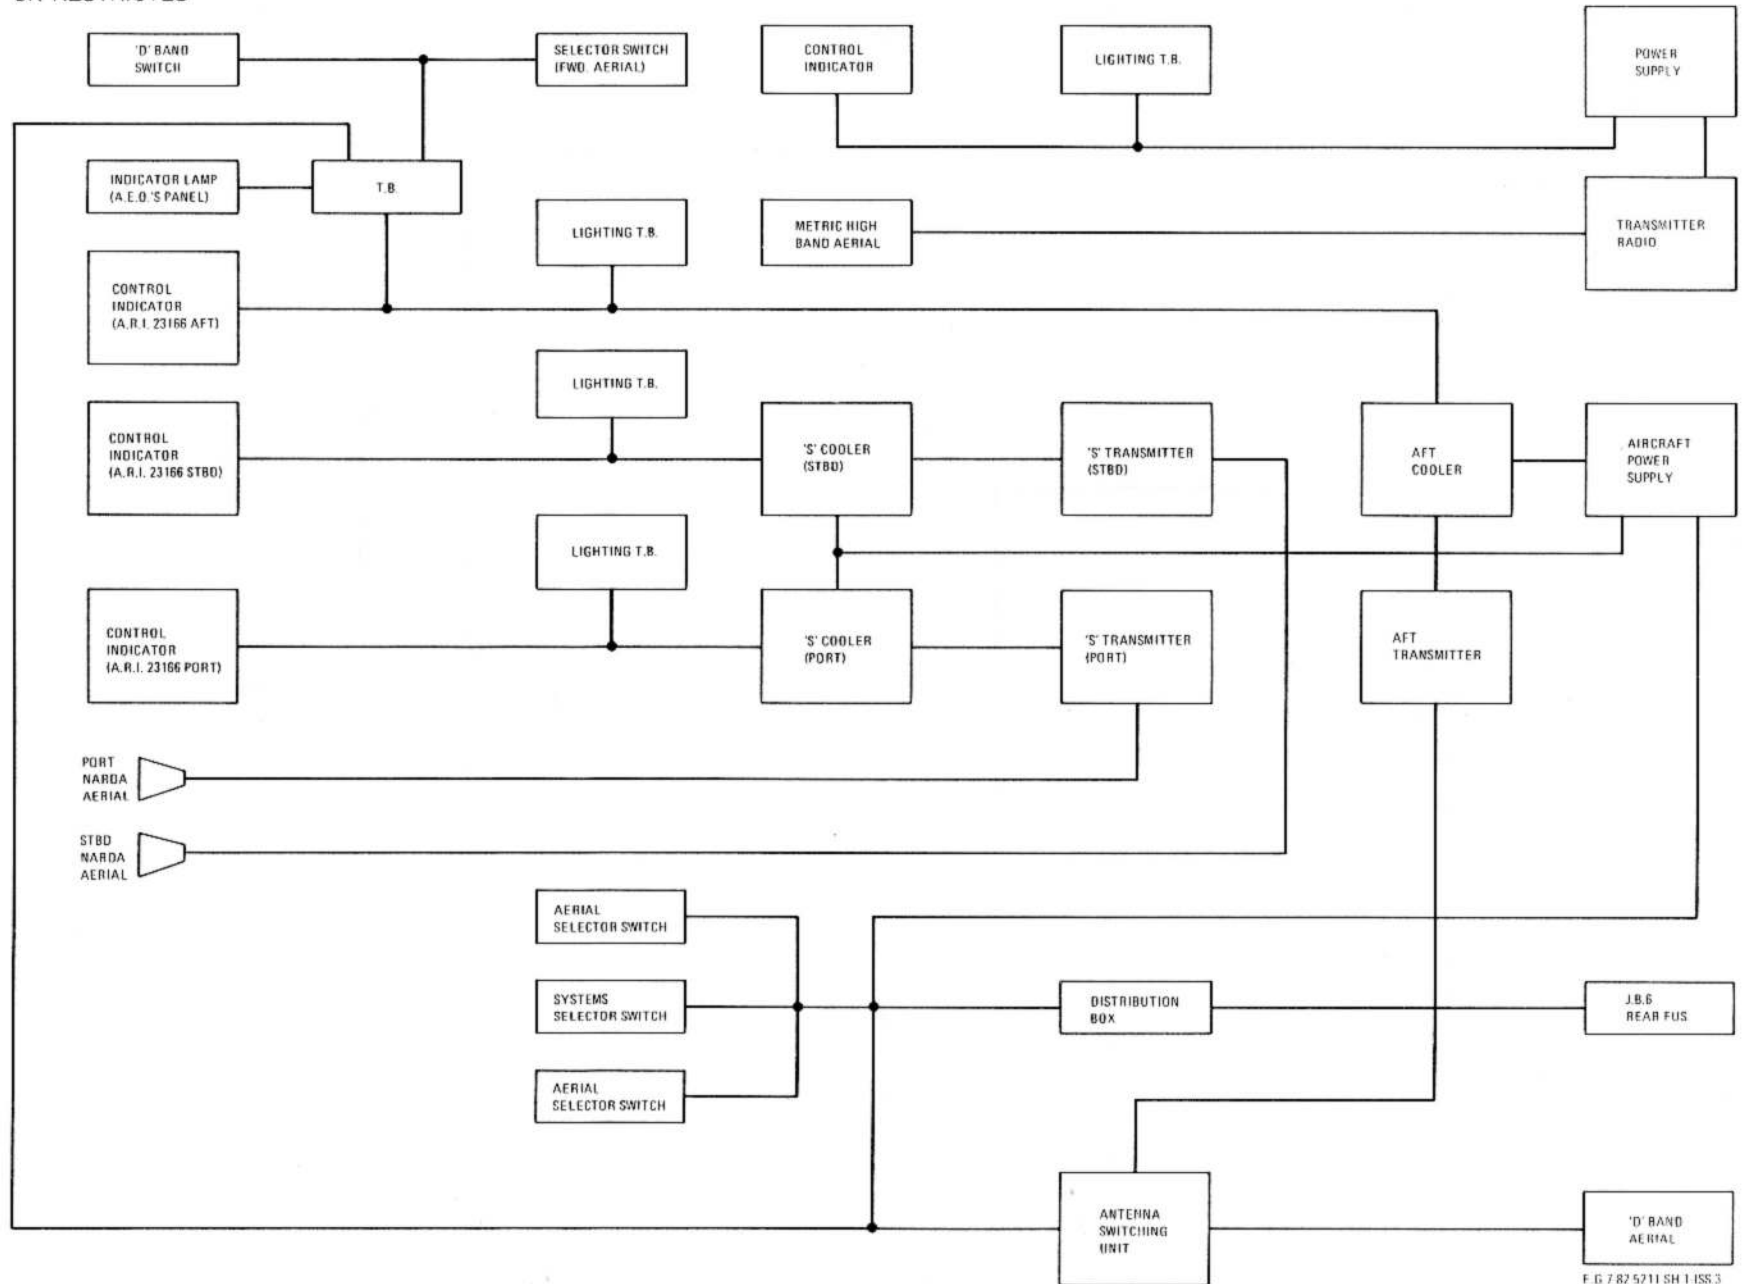 'D' BAND
SWITCH
SELECTOR SWITCH
(FWD. AERIAL)
CONTROL
INDICATOR
LIGHTING T.B.
POWER
SUPPLY
INDICATOR LAMP
(A.E.O.'S PANEL)
T.B.
LIGHTING T.B.
METRIC HIGH
BAND AERIAL
TRANSMITTER
RADIO
CONTROL
INDICATOR
(A.R.I. 23166 AFT)
LIGHTING T.B.
CONTROL
INDICATOR
(A.R.I. 23166 STBD)
'S' COOLER
(STBD)
'S' TRANSMITTER
(STBD)
AFT
COOLER
AIRCRAFT
POWER
SUPPLY
LIGHTING T.B.
CONTROL
INDICATOR
(A.R.I. 23166 PORT)
'S' COOLER
(PORT)
'S' TRANSMITTER
(PORT)
AFT
TRANSMITTER
PORT
NARDA
AERIAL
STBD
NARDA
AERIAL
AERIAL
SELECTOR SWITCH
SYSTEMS
SELECTOR SWITCH
DISTRIBUTION
BOX
J.B.6
REAR FUS
AERIAL
SELECTOR SWITCH
ANTENNA
SWITCHING
UNIT
'D' BAND
AERIAL